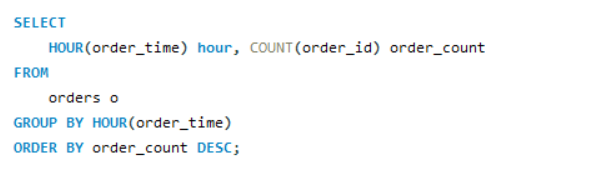 SELECT
HOUR(order_time) hour, COUNT(order_id) order_count
FROM
orders o
GROUP BY HOUR(order_time)
ORDER BY order_count DESC;